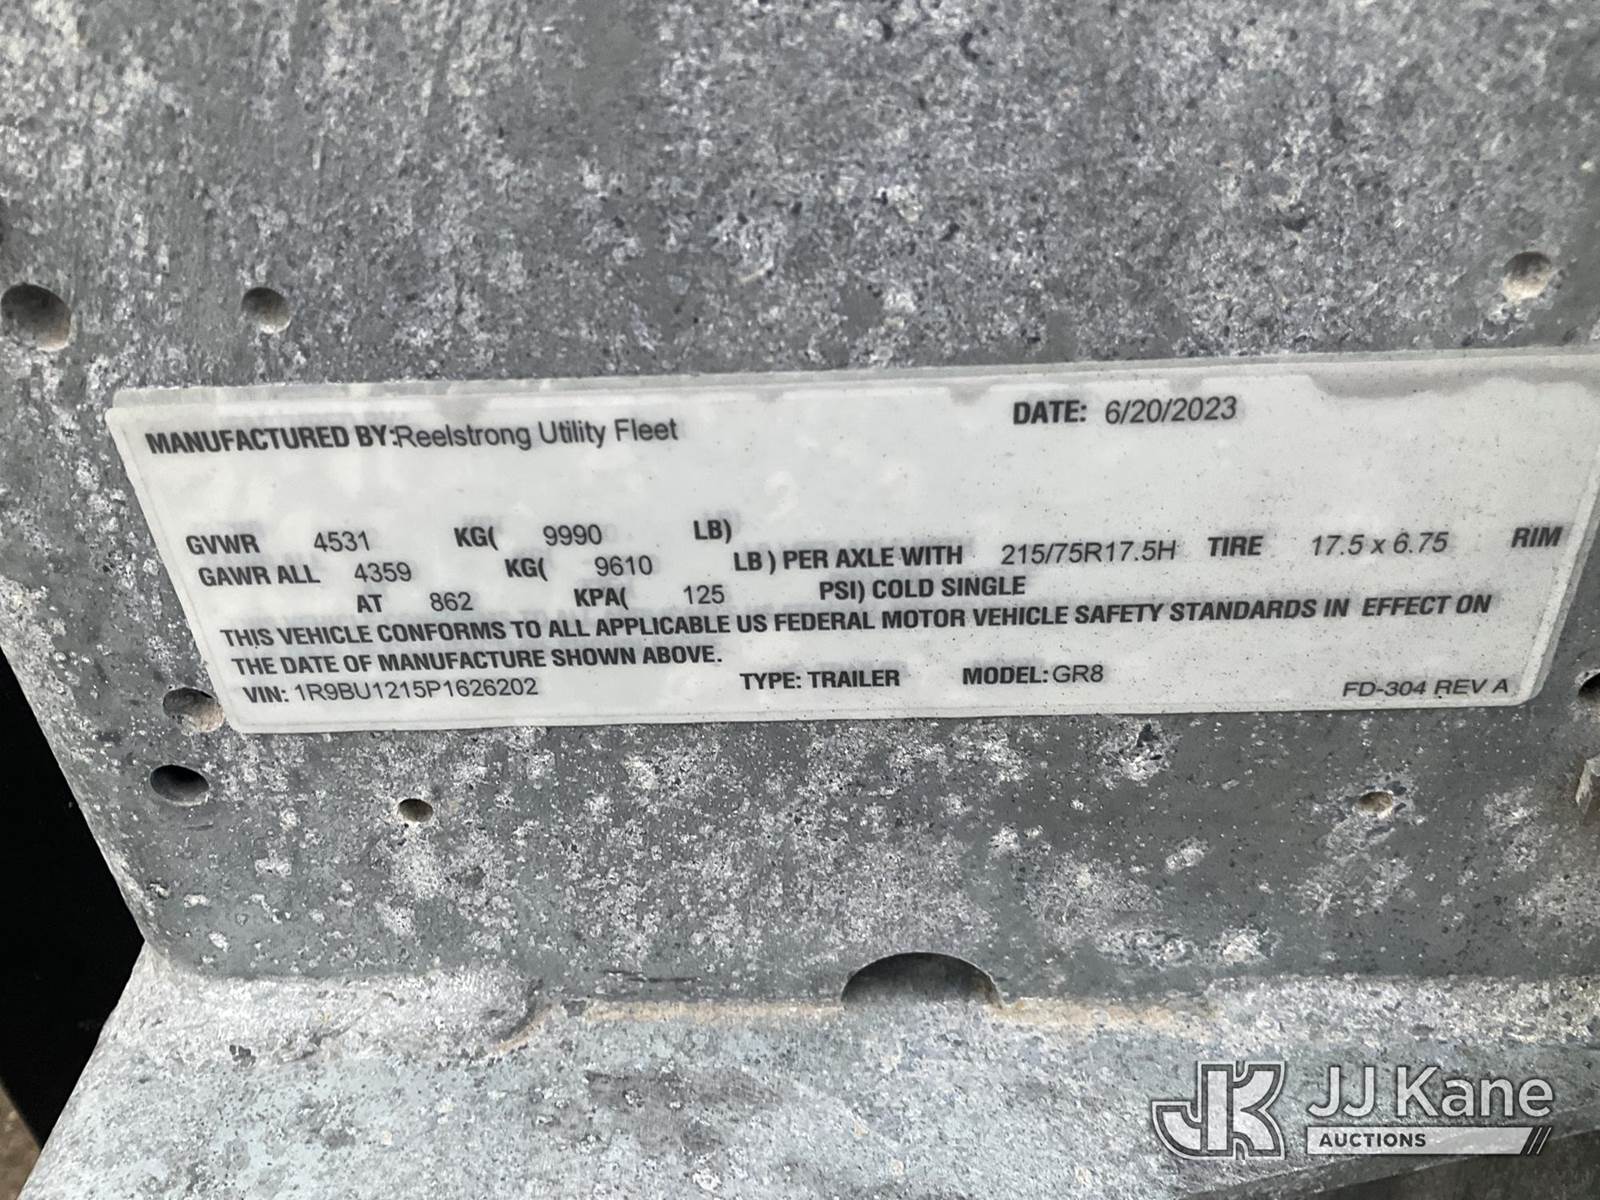 MANUFACTURED BY:Reelstrong Utility Fleet DATE: 6/20/2023
GVWR 4531 KG( 9990 LB)
GAWR ALL 4359 KG( 9610 LB ) PER AXLE WITH 215/75R17.5H TIRE 17.5 x 6.75 RIM
AT 862 KPA( 125 PSI) COLD SINGLE
THIS VEHICLE CONFORMS TO ALL APPLICABLE US FEDERAL MOTOR VEHICLE SAFETY STANDARDS IN EFFECT ON
THE DATE OF MANUFACTURE SHOWN ABOVE.
VIN: 1R9BU1215P1626202 TYPE: TRAILER MODEL: GR8 FD-304 REV A
JK JJ Kane
AUCTIONS